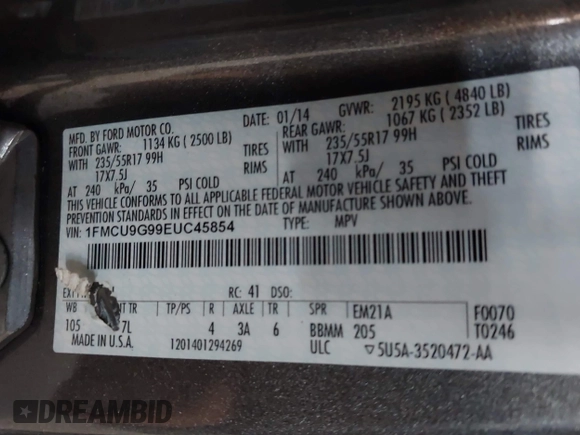 MFD. BY FORD MOTOR CO.
DATE: 01/14 GVWR: 2195 KG ( 4840 LB)
FRONT GAWR: 1134 KG ( 2500 LB) REAR GAWR: 1067 KG ( 2352 LB)
WITH 235/55R17 99H TIRES WITH 235/55R17 99H TIRES
17X7.5J RIMS 17X7.5J RIMS
AT 240 kPa/ 35 PSI COLD AT 240 kPa/ 35 PSI COLD
THIS VEHICLE CONFORMS TO ALL APPLICABLE FEDERAL MOTOR VEHICLE SAFETY AND THEFT PREVENTION
STANDARDS IN EFFECT ON THE DATE OF MANUFACTURE SHOWN ABOVE.
VIN: 1FMCU9G99EUC45854 TYPE: MPV
RC: 41 DSO:
WB TP/PS R AXLE TR SPR EM21A F0070
105 7L 4 3A 6 BBMM 205 T0246
MADE IN U.S.A. 1201401294269 ULC 5U5A-3520472-AA
DREAMBID